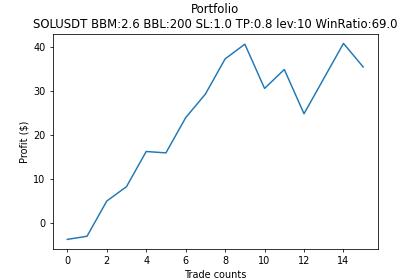 Portfolio
SOLUSDT BBM:2.6 BBL:200 SL:1.0 TP:0.8 lev:10 WinRatio:69.0
40
30
20
10
0
Profit ($)
0 2 4 6 8 10 12 14
Trade counts